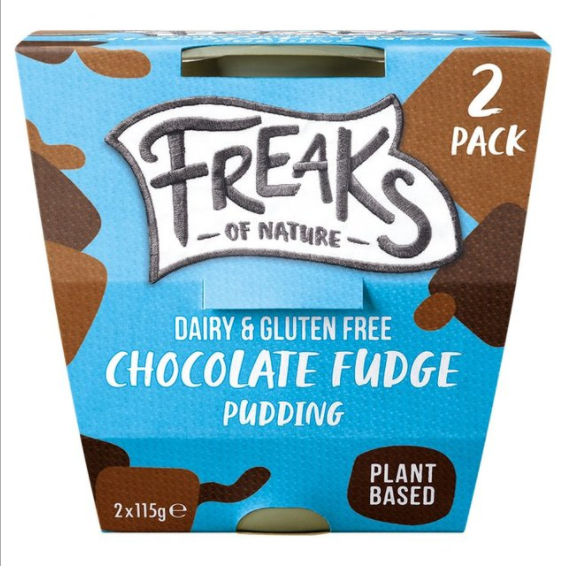 2
PACK
FREAKS
— OF NATURE —
DAIRY & GLUTEN FREE
CHOCOLATE FUDGE
PUDDING
PLANT
BASED
2x115g℮